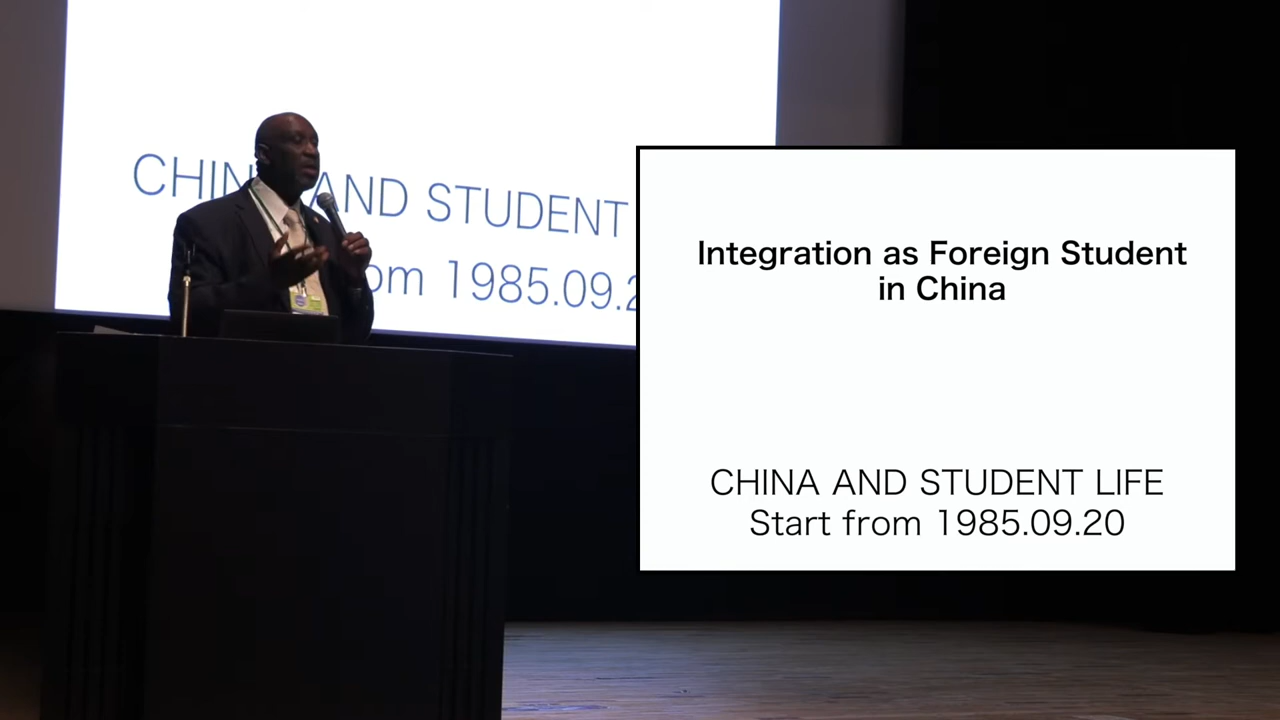 CHIN AND STUDENT
om 1985.09.2
Integration as Foreign Student
in China
CHINA AND STUDENT LIFE
Start from 1985.09.20